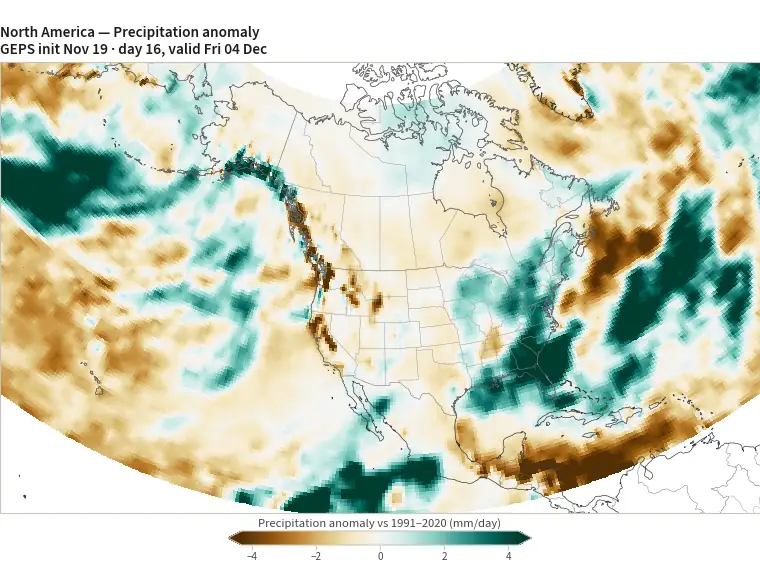 North America — Precipitation anomaly
GEPS init Nov 19 · day 16, valid Fri 04 Dec
Precipitation anomaly vs 1991–2020 (mm/day)
−4 −2 0 2 4